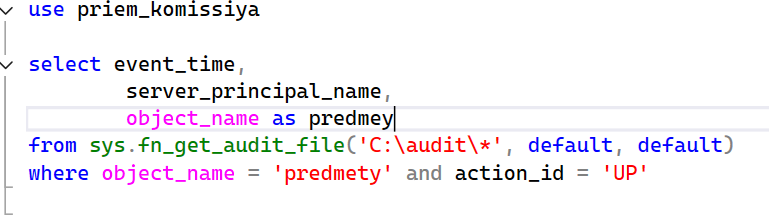 use priem_komissiya
select event_time,
server_principal_name,
object_name as predmey
from sys.fn_get_audit_file('C:\audit\*', default, default)
where object_name = 'predmety' and action_id = 'UP'